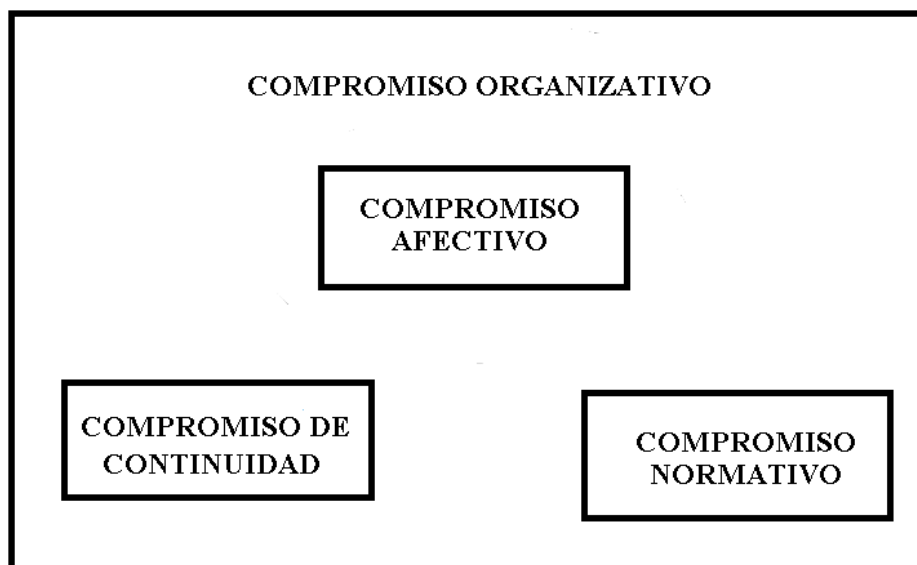 COMPROMISO ORGANIZATIVO
COMPROMISO
AFECTIVO
COMPROMISO DE
CONTINUIDAD
COMPROMISO
NORMATIVO